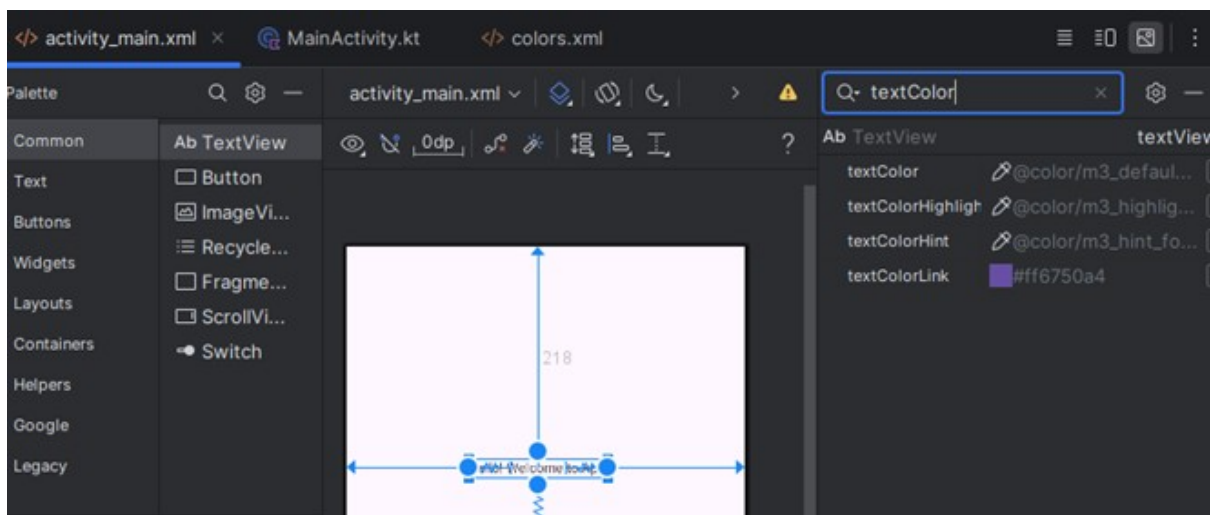 </> activity_main.xml × MainActivity.kt </> colors.xml
Palette
activity_main.xml
textColor
Common
Text
Buttons
Widgets
Layouts
Containers
Helpers
Google
Legacy
Ab TextView
Button
ImageVi...
Recycle...
Fragme...
ScrollVi...
Switch
0dp
?
218
Welcome to
Ab TextView textView
textColor @color/m3_defaul...
textColorHighligh @color/m3_highlig...
textColorHint @color/m3_hint_fo...
textColorLink #ff6750a4